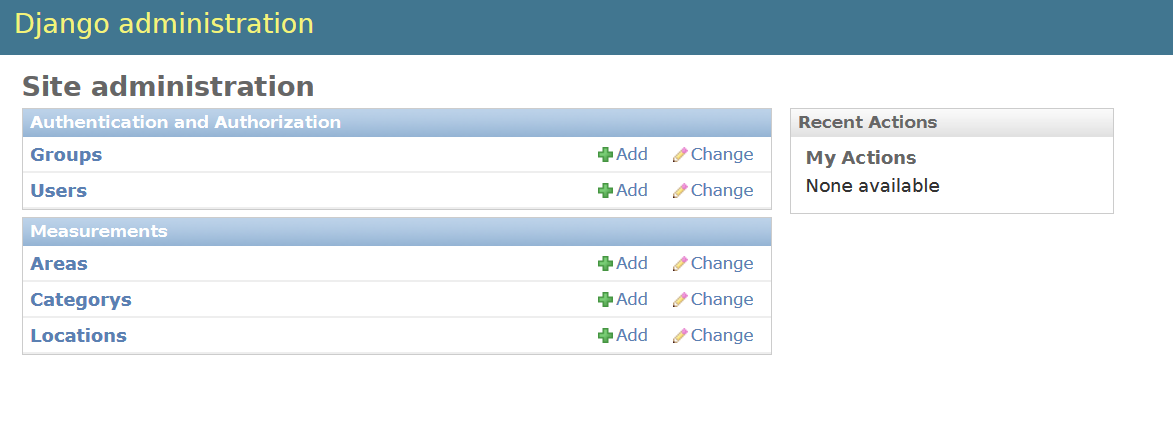 Django administration
Site administration
Authentication and Authorization
Groups Add Change
Users Add Change
Measurements
Areas Add Change
Categorys Add Change
Locations Add Change
Recent Actions
My Actions
None available